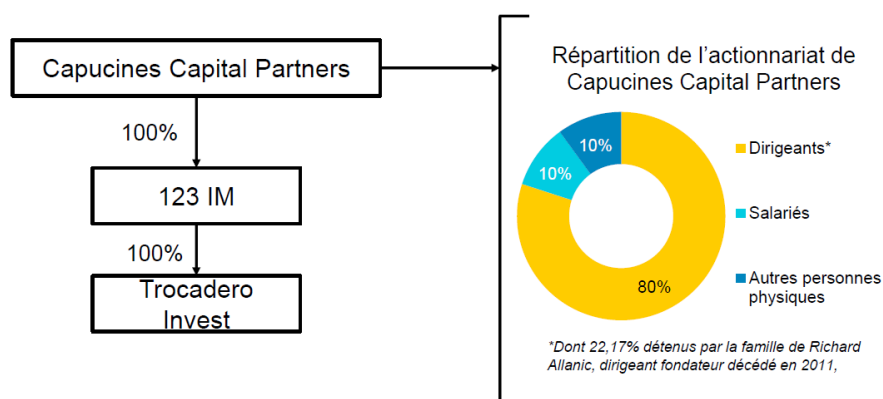 Capucines Capital Partners
100%
123 IM
100%
Trocadero
Invest
Répartition de l'actionnariat de
Capucines Capital Partners
10%
10%
80%
Dirigeants*
Salariés
Autres personnes
physiques
*Dont 22,17% détenus par la famille de Richard
Allanic, dirigeant fondateur décédé en 2011,